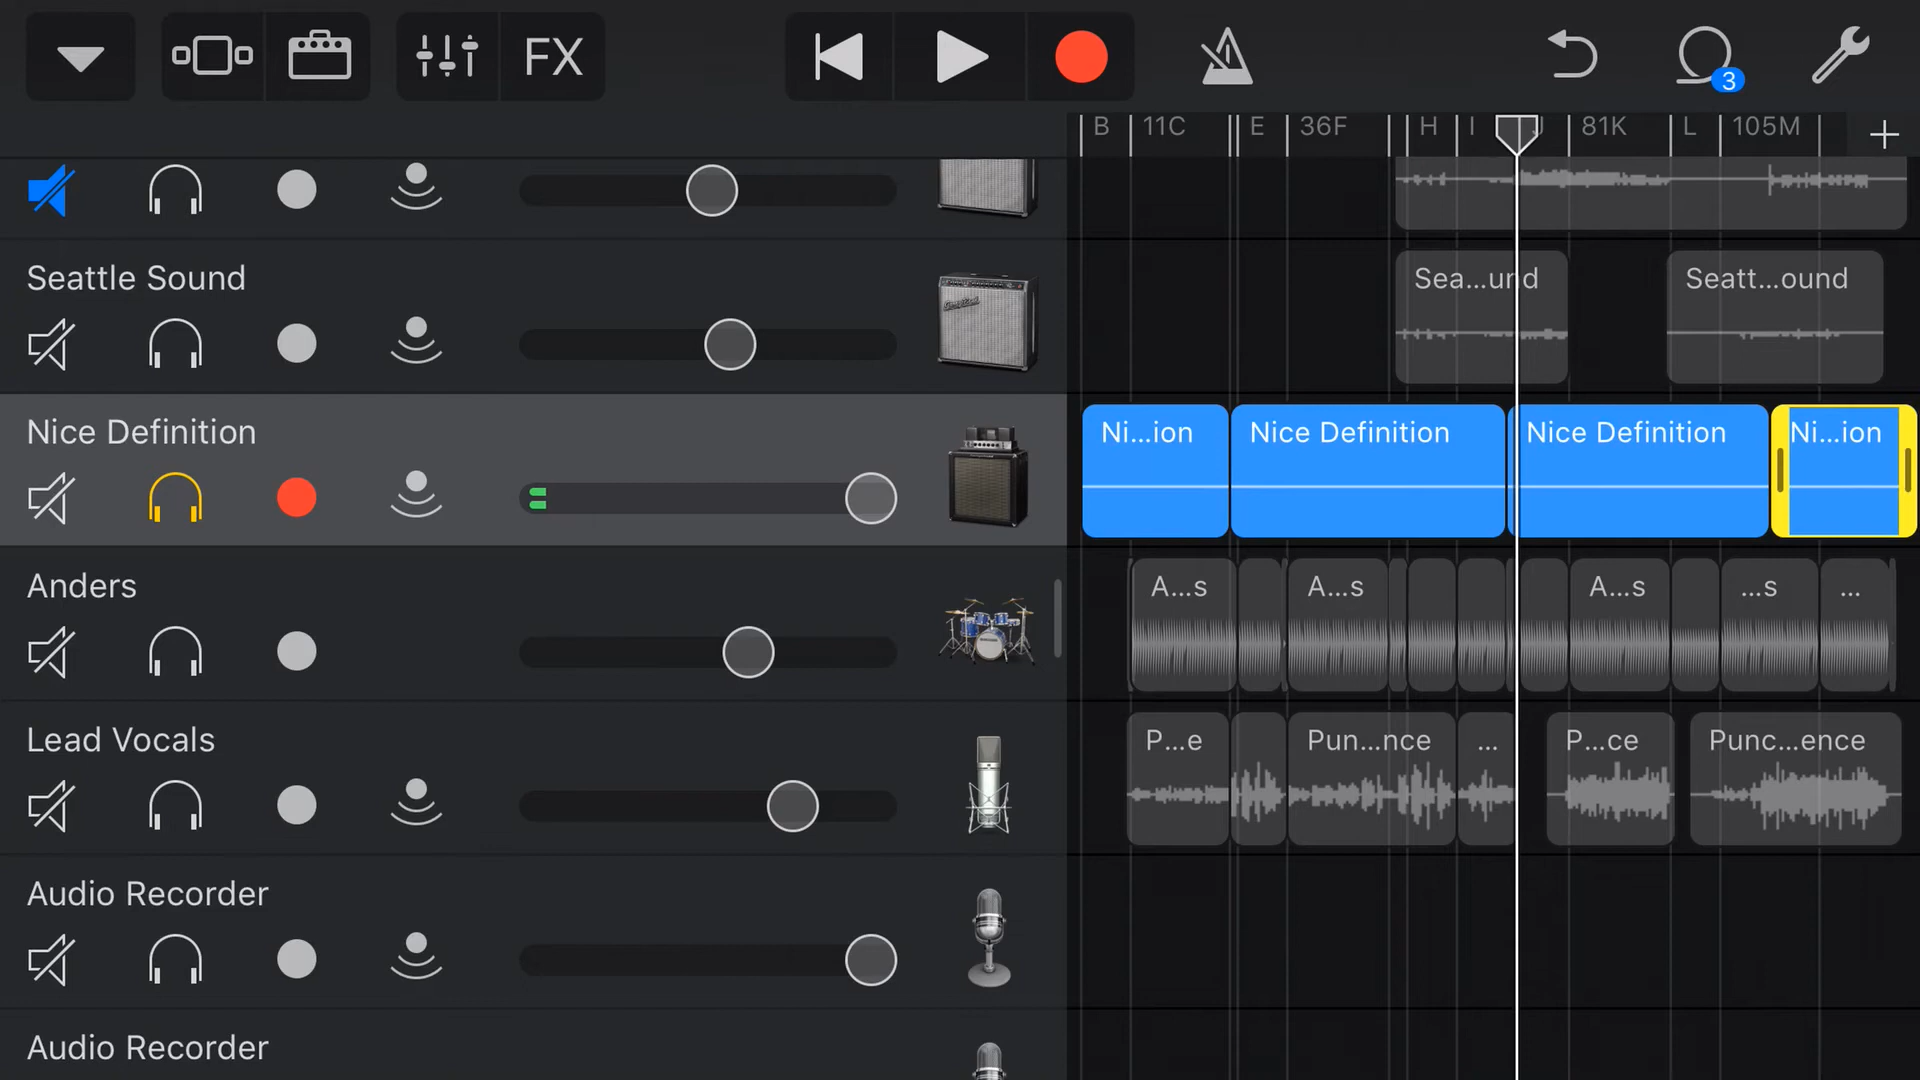 FX
3
B 11C E 36F H I J 81K L 105M
Seattle Sound
Sea...und Seatt...ound
Nice Definition
Ni...ion Nice Definition Nice Definition Ni...ion
Anders
A...s A...s A...s ...s ...
Lead Vocals
P...e Pun...nce ... P...ce Punc...ence
Audio Recorder
Audio Recorder